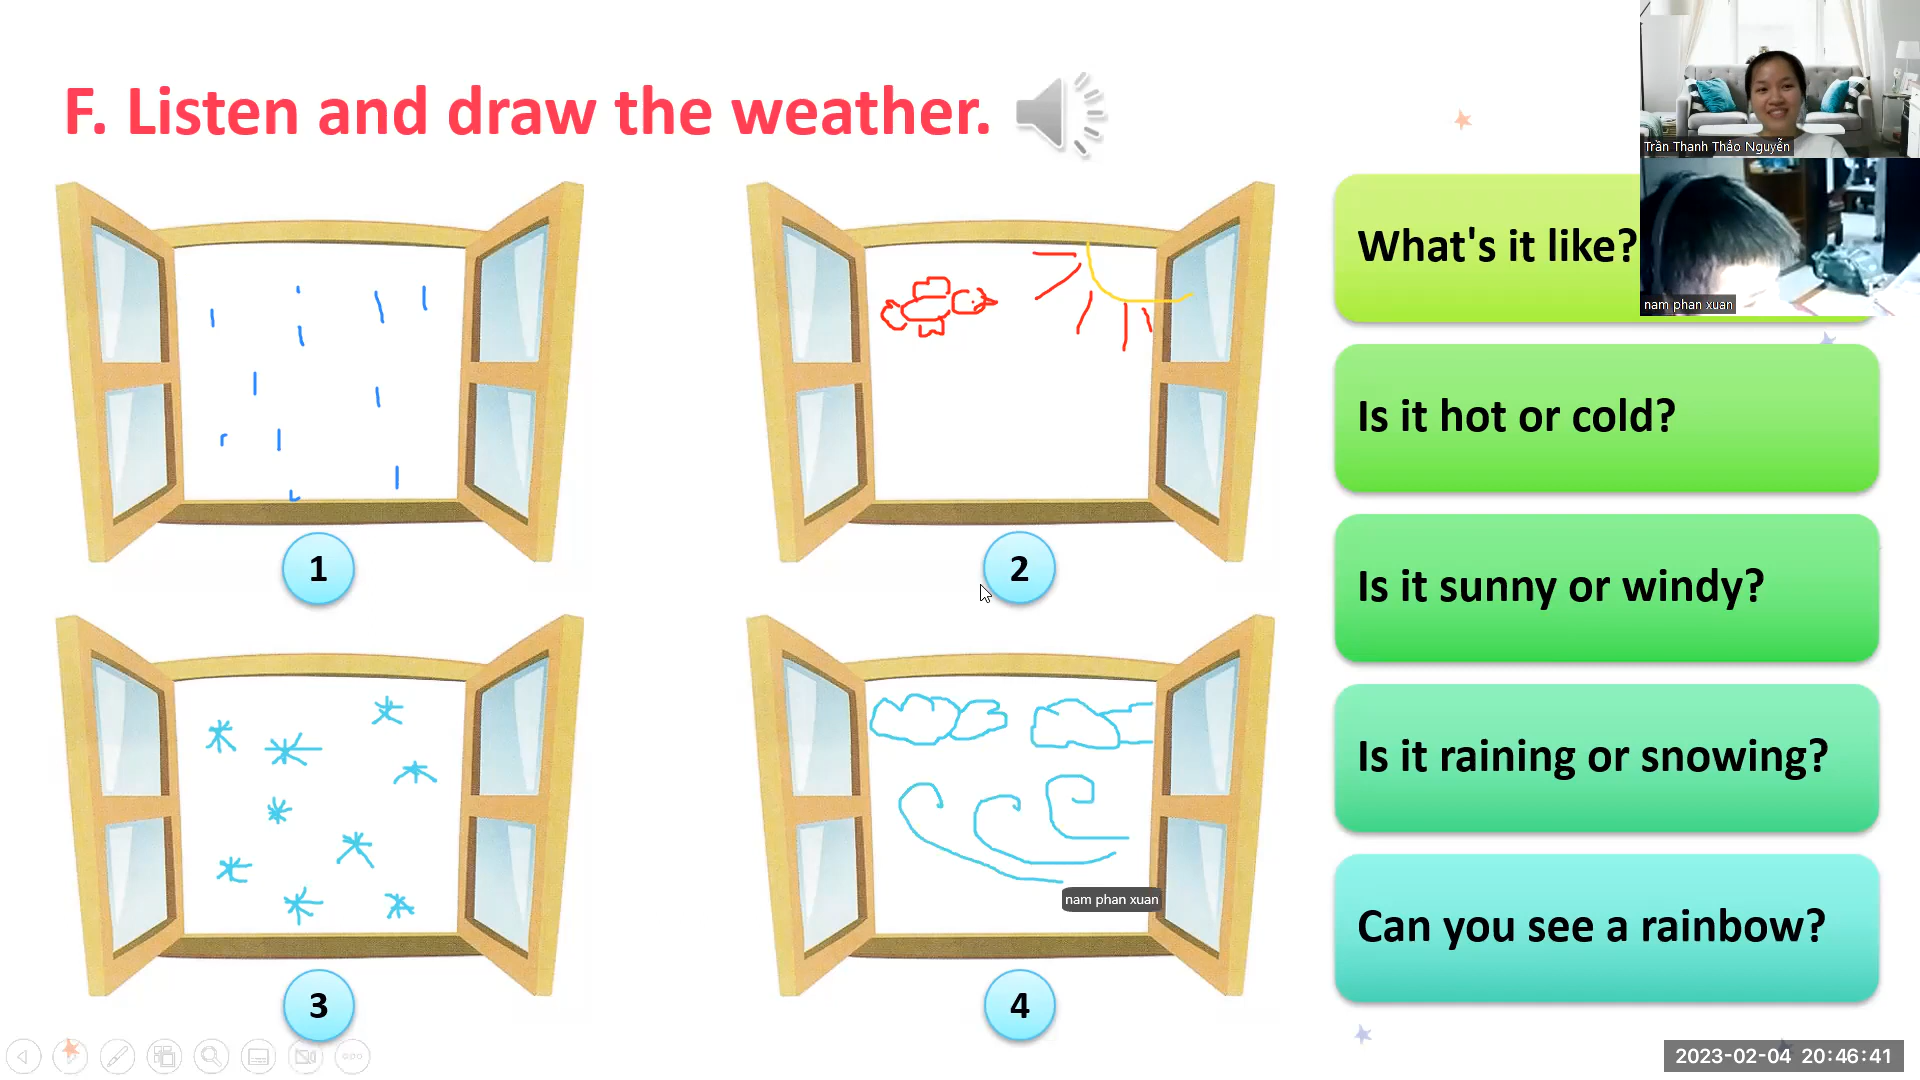 F. Listen and draw the weather.
Trần Thanh Thảo Nguyễn
What's it like?
nam phan xuan
Is it hot or cold?
Is it sunny or windy?
1
2
Is it raining or snowing?
Can you see a rainbow?
nam phan xuan
3
4
2023-02-04 20:46:41